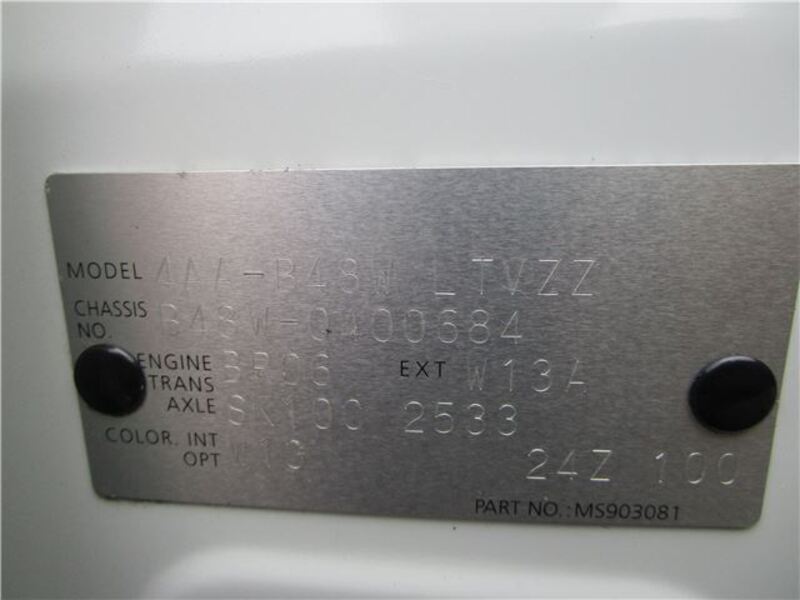 MODEL 4AA-B48W LTVZZ
CHASSIS NO. B48W-0400684
ENGINE BR06 EXT W13A
TRANS
AXLE SK100 2533
COLOR. INT W13
OPT 24Z 100
PART NO.: MS903081